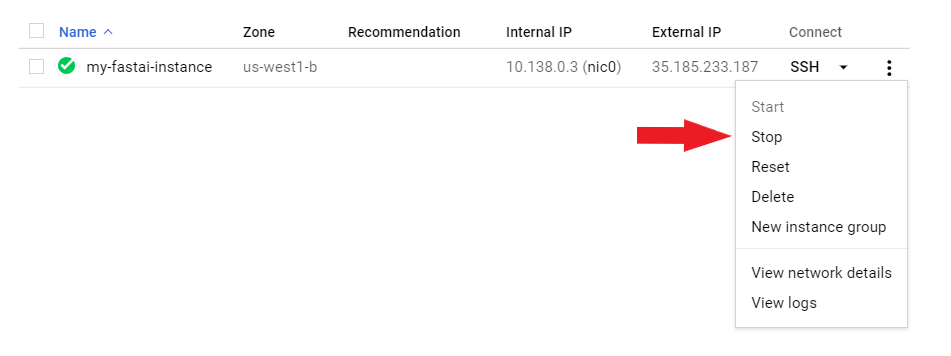 Name Zone Recommendation Internal IP External IP Connect
my-fastai-instance us-west1-b 10.138.0.3 (nic0) 35.185.233.187 SSH
Start
Stop
Reset
Delete
New instance group
View network details
View logs